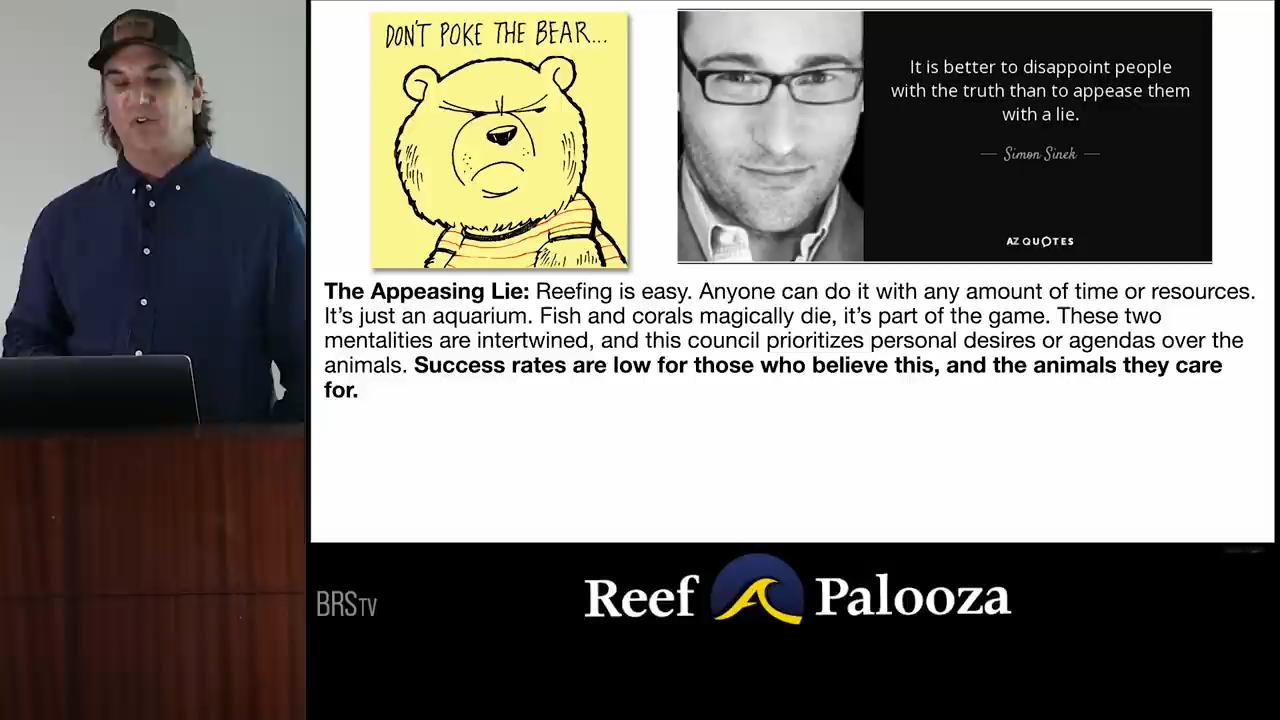 DON'T POKE THE BEAR...
It is better to disappoint people
with the truth than to appease them
with a lie.
— Simon Sinek —
AZ QUOTES
The Appeasing Lie: Reefing is easy. Anyone can do it with any amount of time or resources.
It's just an aquarium. Fish and corals magically die, it's part of the game. These two
mentalities are intertwined, and this council prioritizes personal desires or agendas over the
animals. Success rates are low for those who believe this, and the animals they care
for.
BRSTV
Reef Palooza